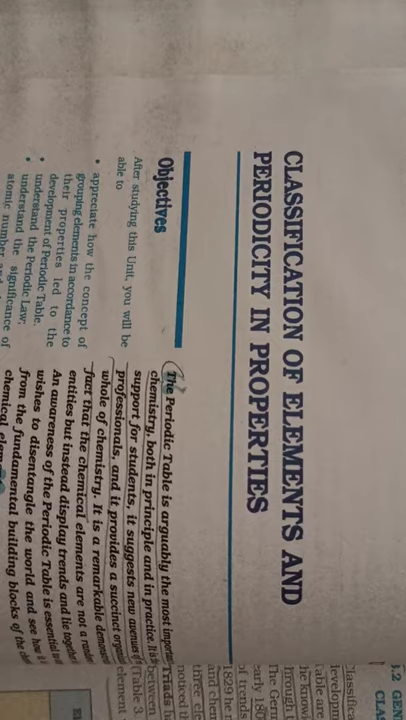 CLASSIFICATION OF ELEMENTS AND
PERIODICITY IN PROPERTIES
Objectives
After studying this Unit, you will be
able to
• appreciate how the concept of
grouping elements in accordance to
their properties led to the
development of Periodic Table.
• understand the Periodic Law;
• understand the significance of
atomic number
The Periodic Table is arguably the most
chemistry, both in principle and in practice. It is
support for students, it suggests new avenues of
professionals, and it provides a succinct
whole of chemistry. It is a remarkable
fact that the chemical elements are not a
entities but instead display trends and lie together
An awareness of the Periodic Table is essential
wishes to disentangle the world and see how
from the fundamental building blocks of the
chemical
GEN
CLAS
he know
Through
The Ger
early 180
of trends
1829 he
and chem
three ele
noticed th
Triads
between
(Table 3
element